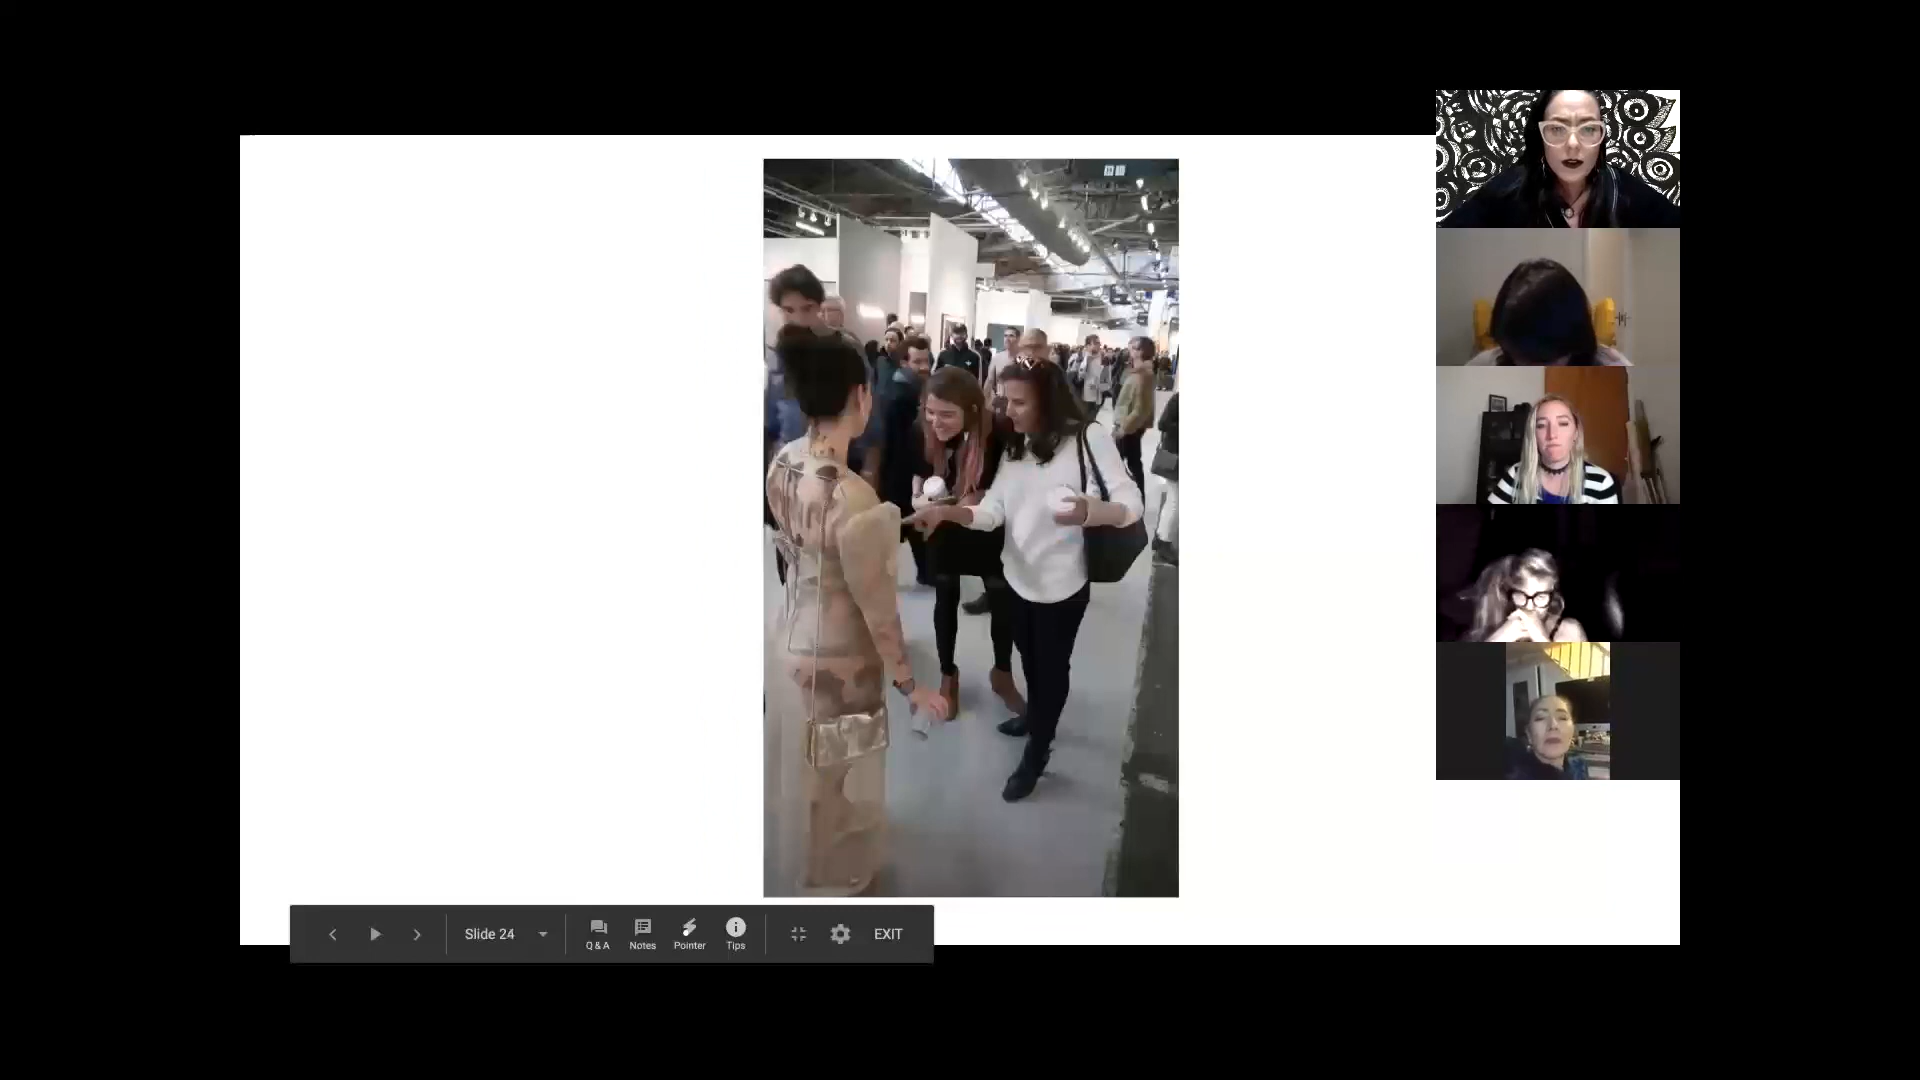 Slide 24
Q & A
Notes
Pointer
Tips
EXIT